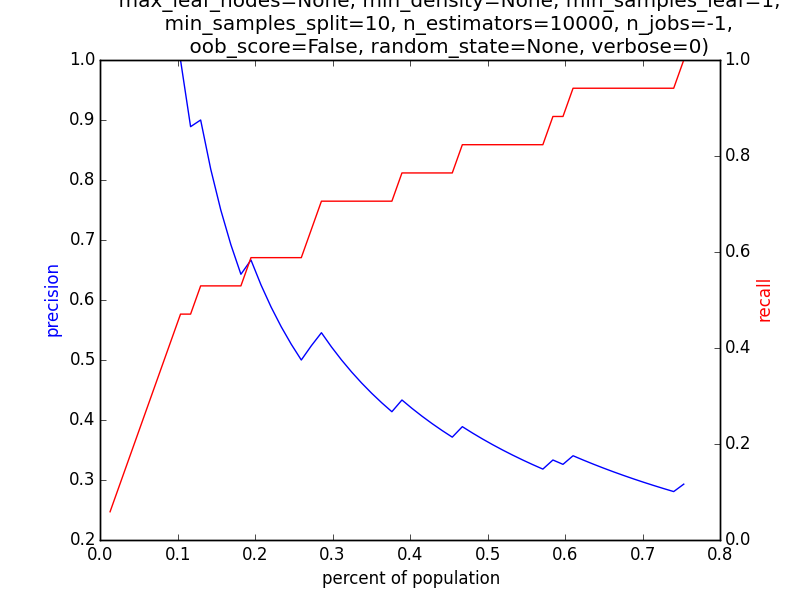 max_leaf_nodes=None, min_density=None, min_samples_leaf=1,
min_samples_split=10, n_estimators=10000, n_jobs=-1,
oob_score=False, random_state=None, verbose=0)
1.0
0.9
0.8
0.7
0.6
0.5
0.4
0.3
0.2
precision
1.0
0.8
0.6
0.4
0.2
0.0
recall
0.0 0.1 0.2 0.3 0.4 0.5 0.6 0.7 0.8
percent of population